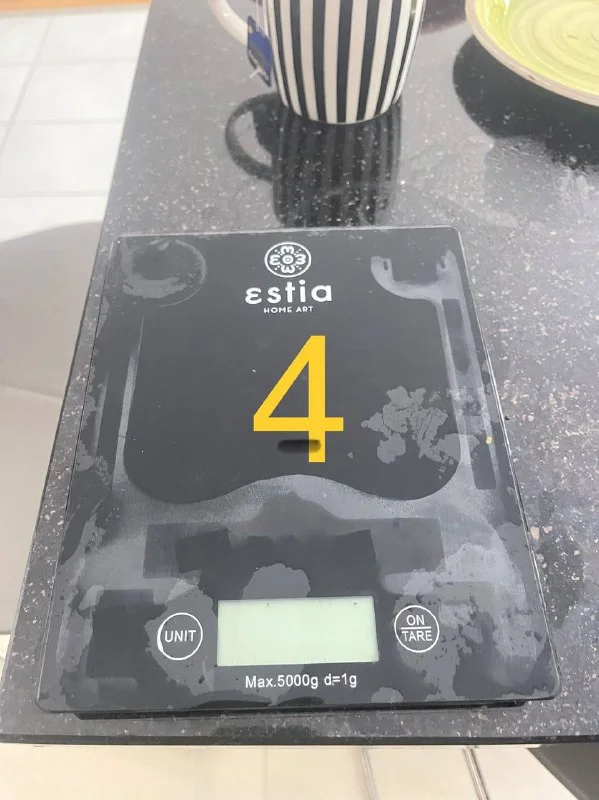 εstia
HOME ART
4
UNIT
ON
TARE
Max.5000g d=1g